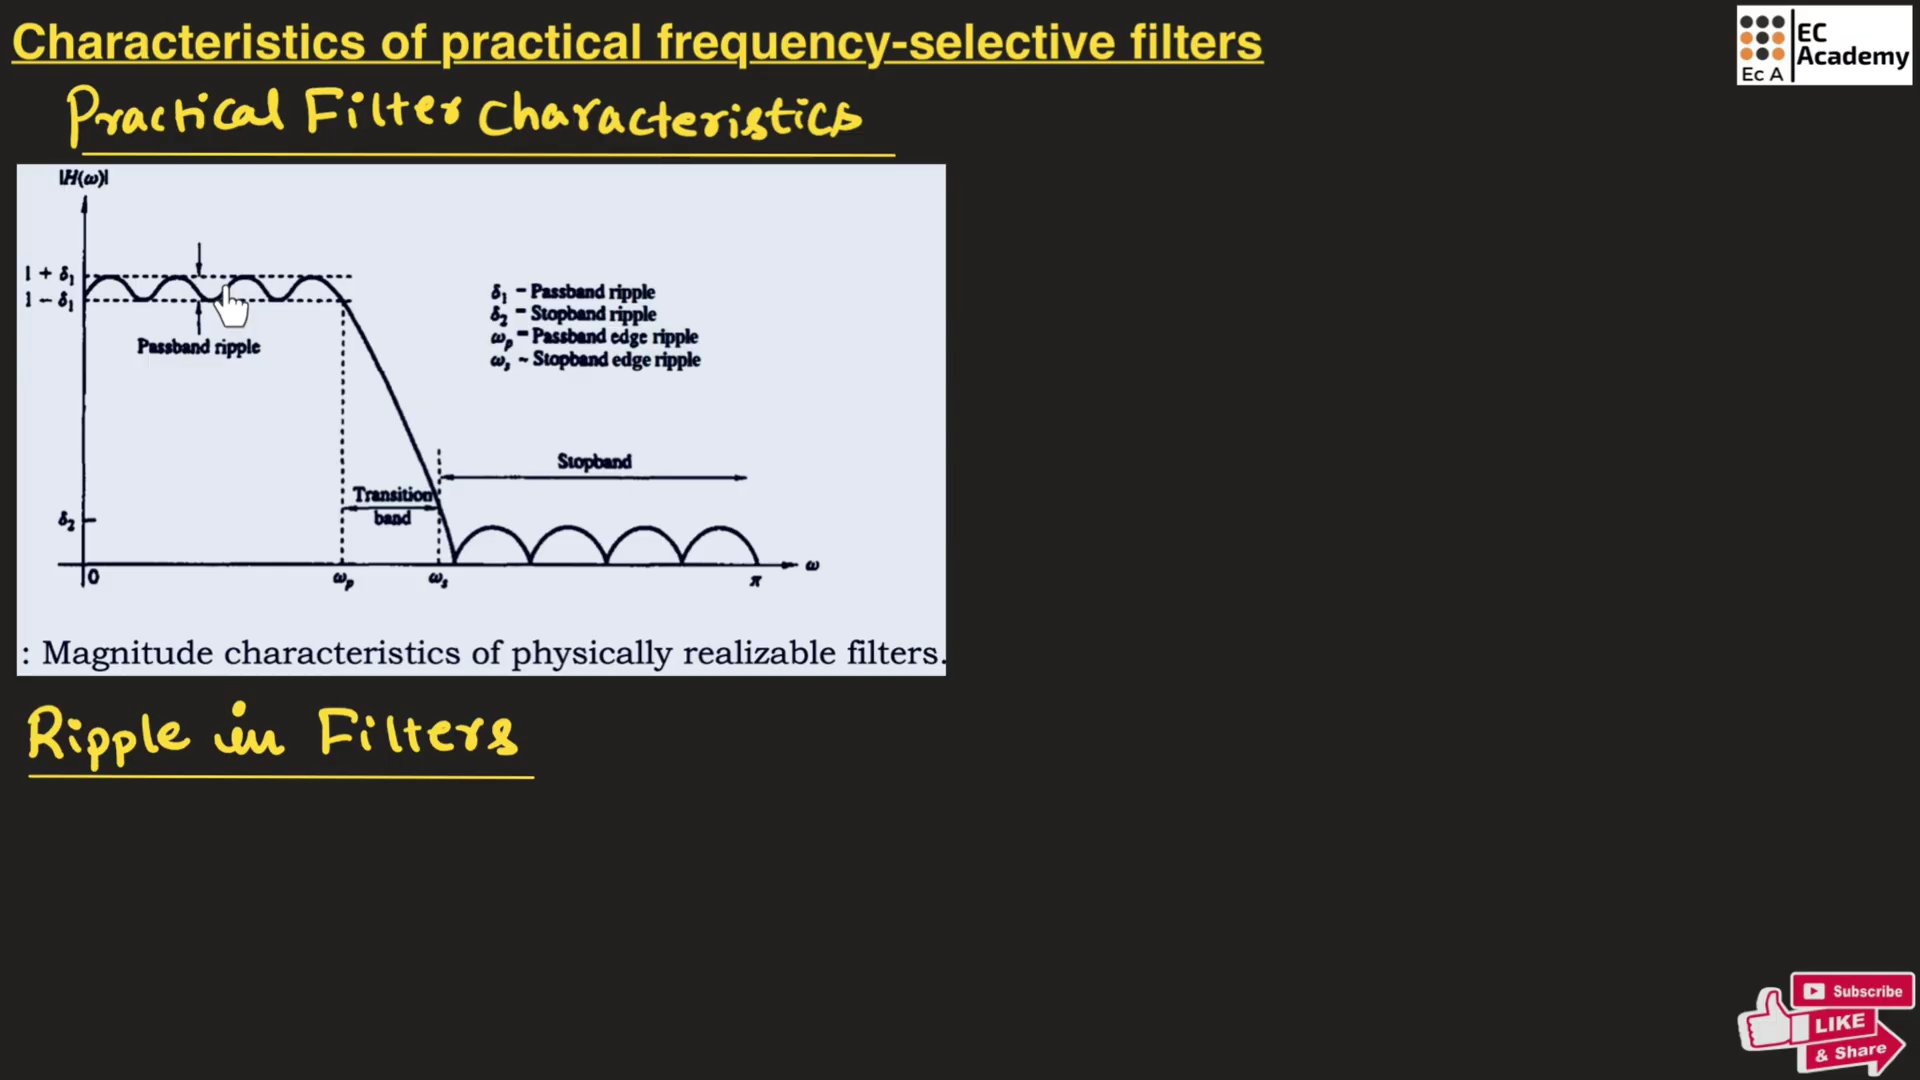 Characteristics of practical frequency-selective filters
EC
Academy
Ec A
Practical Filter Characteristics
|H(ω)|
1 + δ₁
1 − δ₁
Passband ripple
δ₁ - Passband ripple
δ₂ - Stopband ripple
ωₚ - Passband edge ripple
ωₛ - Stopband edge ripple
Stopband
Transition
band
δ₂
0
ωₚ
ωₛ
π
ω
: Magnitude characteristics of physically realizable filters.
Ripple in Filters
Subscribe
LIKE
& Share